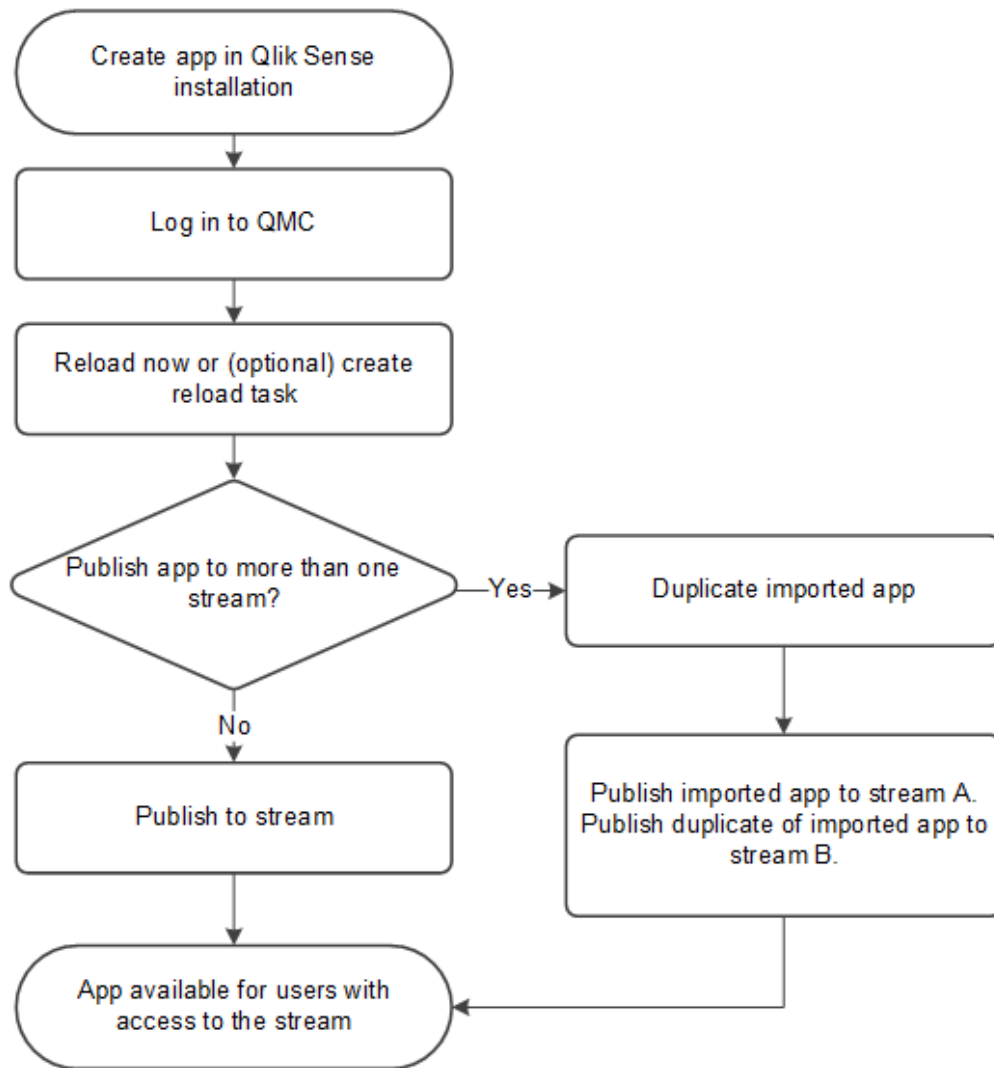 Create app in Qlik Sense
installation
Log in to QMC
Reload now or (optional) create
reload task
Publish app to more than one
stream?
Yes
Duplicate imported app
No
Publish to stream
Publish imported app to stream A.
Publish duplicate of imported app to
stream B.
App available for users with
access to the stream